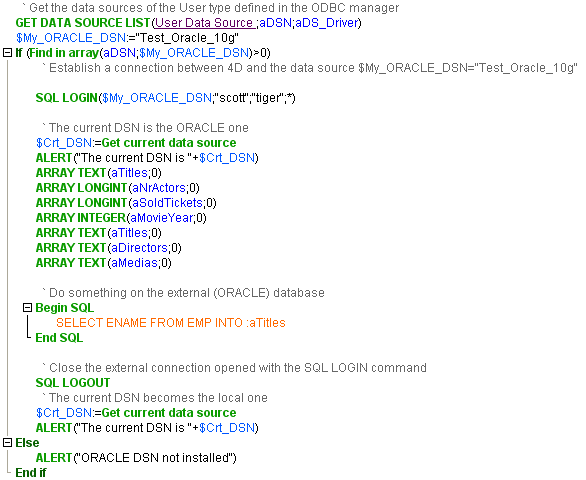 ` Get the data sources of the User type defined in the ODBC manager
GET DATA SOURCE LIST(User Data Source ;aDSN;aDS_Driver)
$My_ORACLE_DSN:="Test_Oracle_10g"
If (Find in array(aDSN;$My_ORACLE_DSN)>0)
` Establish a connection between 4D and the data source $My_ORACLE_DSN="Test_Oracle_10g"
SQL LOGIN($My_ORACLE_DSN;"scott";"tiger";*)
` The current DSN is the ORACLE one
$Crt_DSN:=Get current data source
ALERT("The current DSN is "+$Crt_DSN)
ARRAY TEXT(aTitles;0)
ARRAY LONGINT(aNrActors;0)
ARRAY LONGINT(aSoldTickets;0)
ARRAY INTEGER(aMovieYear;0)
ARRAY TEXT(aTitles;0)
ARRAY TEXT(aDirectors;0)
ARRAY TEXT(aMedias;0)
` Do something on the external (ORACLE) database
Begin SQL
SELECT ENAME FROM EMP INTO :aTitles
End SQL
` Close the external connection opened with the SQL LOGIN command
SQL LOGOUT
` The current DSN becomes the local one
$Crt_DSN:=Get current data source
ALERT("The current DSN is "+$Crt_DSN)
Else
ALERT("ORACLE DSN not installed")
End if